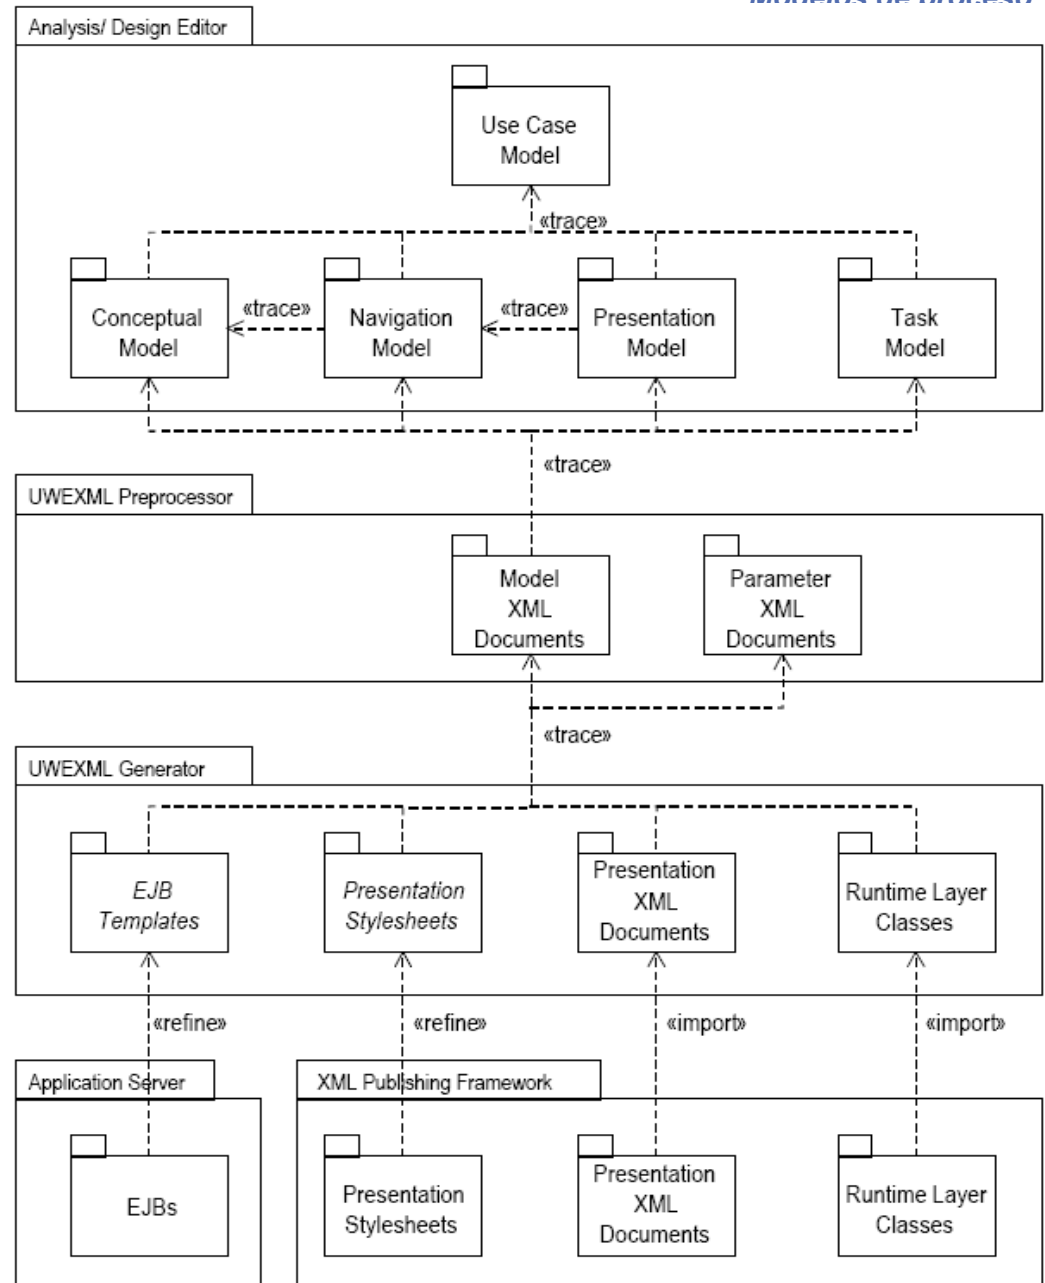 Modelos de proceso
Analysis/ Design Editor
Use Case
Model
«trace»
Conceptual
Model
«trace»
Navigation
Model
«trace»
Presentation
Model
Task
Model
«trace»
UWEXML Preprocessor
Model
XML
Documents
Parameter
XML
Documents
«trace»
UWEXML Generator
EJB
Templates
Presentation
Stylesheets
Presentation
XML
Documents
Runtime Layer
Classes
«refine»
«refine»
«import»
«import»
Application Server
XML Publishing Framework
EJBs
Presentation
Stylesheets
Presentation
XML
Documents
Runtime Layer
Classes